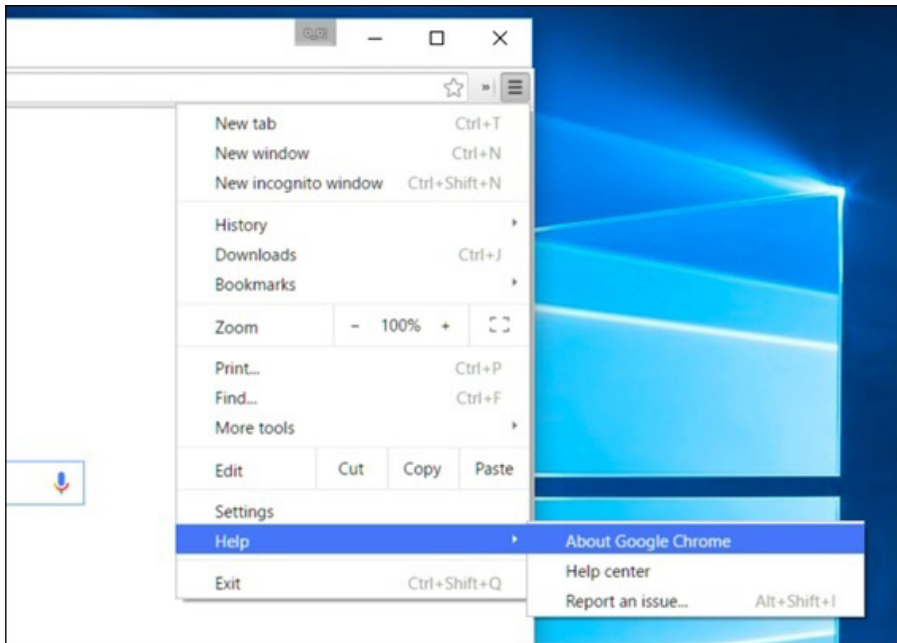 New tab Ctrl+T
New window Ctrl+N
New incognito window Ctrl+Shift+N
History
Downloads Ctrl+J
Bookmarks
Zoom - 100% +
Print... Ctrl+P
Find... Ctrl+F
More tools
Edit Cut Copy Paste
Settings
Help
About Google Chrome
Help center
Exit Ctrl+Shift+Q
Report an issue... Alt+Shift+I